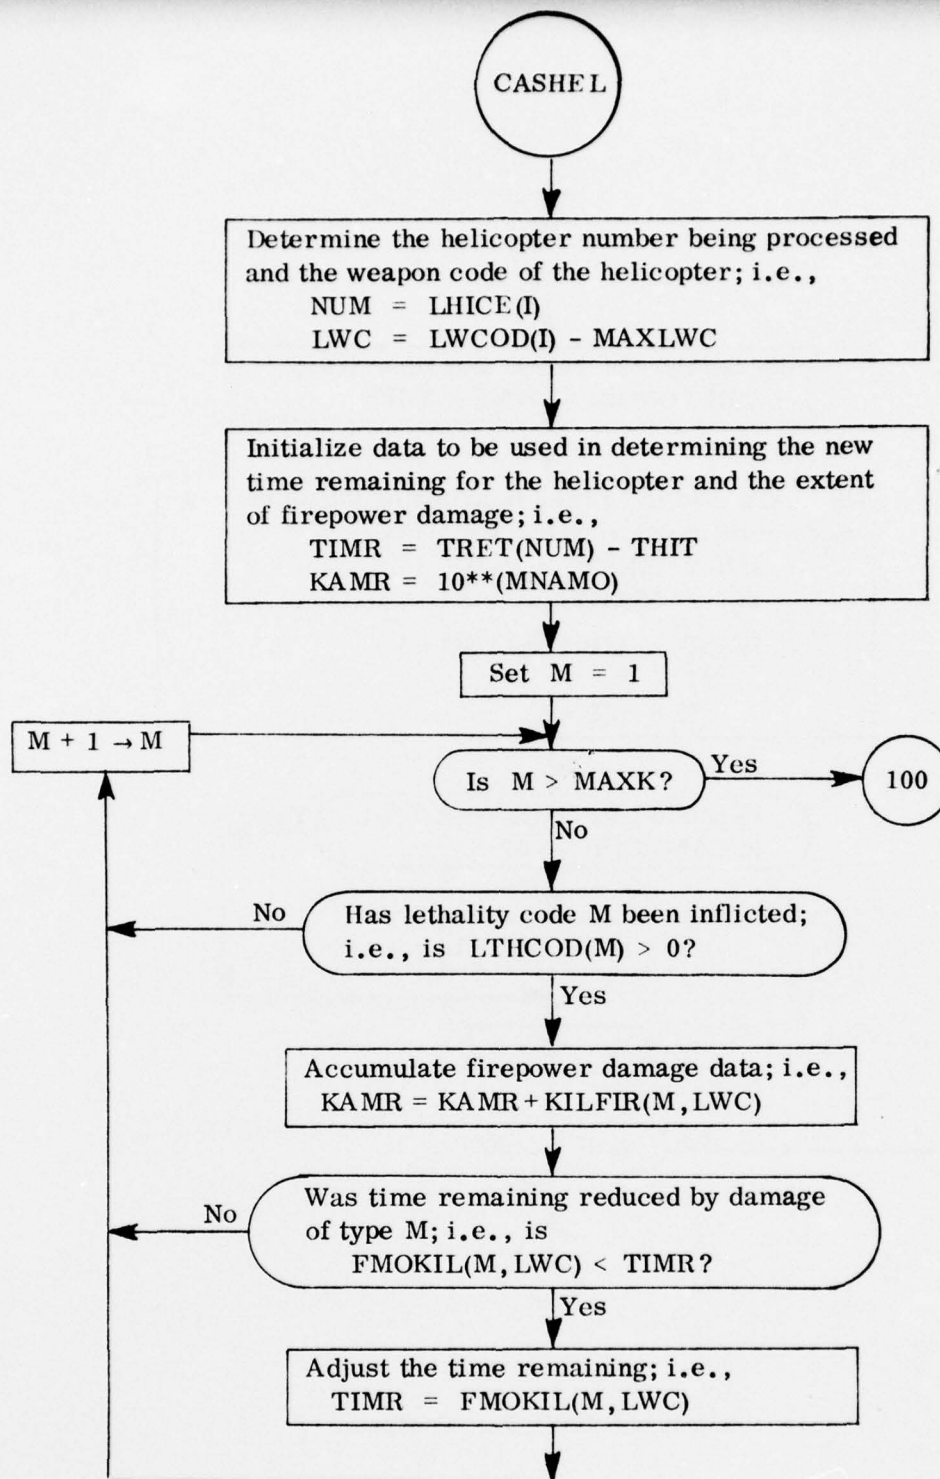 CASHEL
Determine the helicopter number being processed
and the weapon code of the helicopter; i.e.,
NUM = LHICE(I)
LWC = LWCOD(I) - MAXLWC
Initialize data to be used in determining the new
time remaining for the helicopter and the extent
of firepower damage; i.e.,
TIMR = TRET(NUM) - THIT
KAMR = 10**(MNAMO)
Set M = 1
M + 1 → M
Is M > MAXK?
Yes
100
No
No
Has lethality code M been inflicted;
i.e., is LTHCOD(M) > 0?
Yes
Accumulate firepower damage data; i.e.,
KAMR = KAMR + KILFIR(M, LWC)
No
Was time remaining reduced by damage
of type M; i.e., is
FMOKIL(M, LWC) < TIMR?
Yes
Adjust the time remaining; i.e.,
TIMR = FMOKIL(M, LWC)